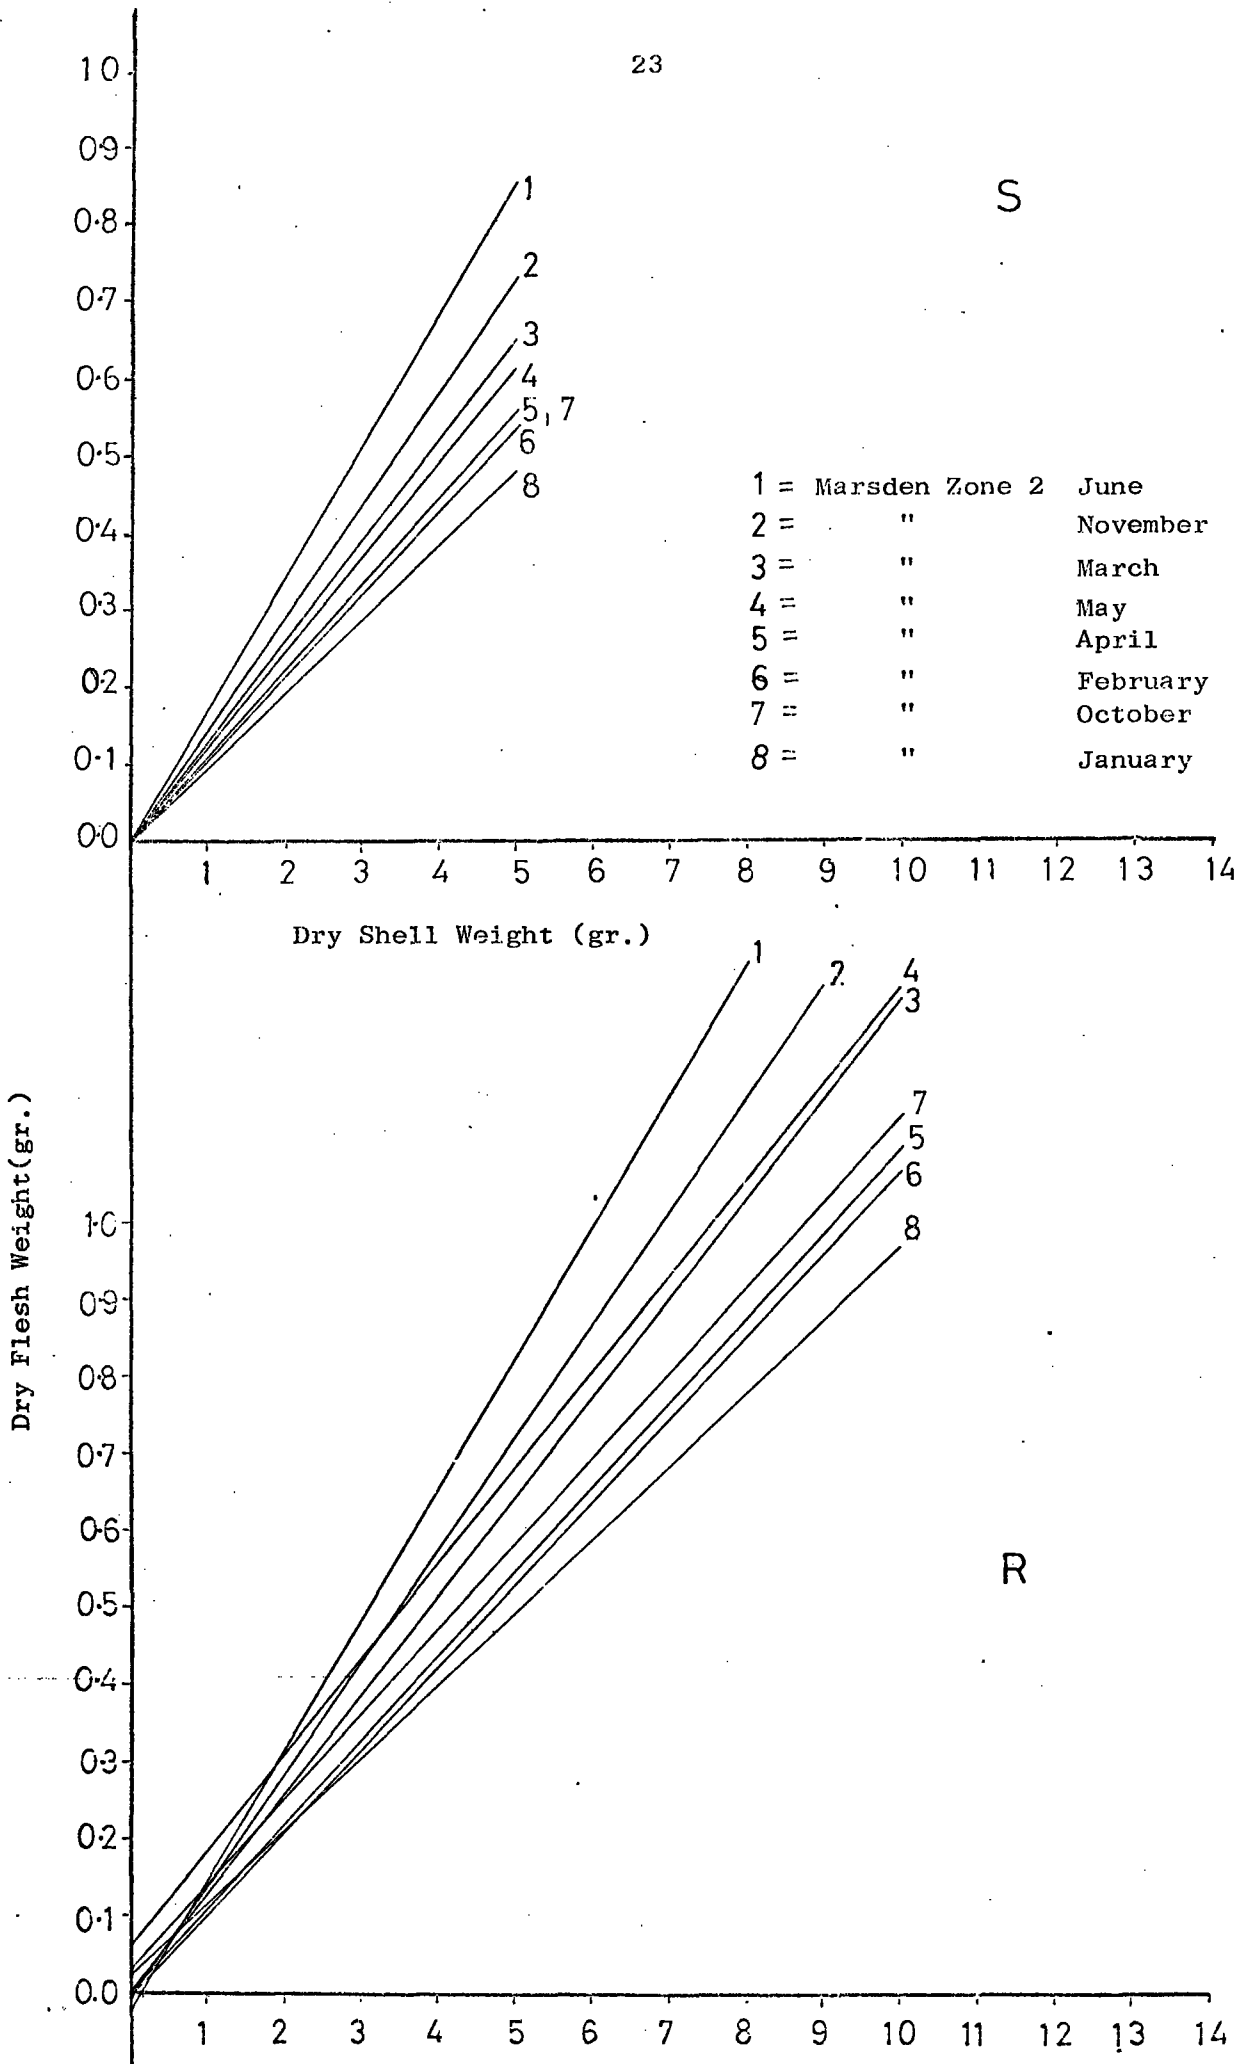 23
1.0
0.9
0.8
0.7
0.6
0.5
0.4
0.3
0.2
0.1
0.0
1
2
3
4
5, 7
6
8
S
1 = Marsden Zone 2 June
2 = " November
3 = " March
4 = " May
5 = " April
6 = " February
7 = " October
8 = " January
1 2 3 4 5 6 7 8 9 10 11 12 13 14
Dry Shell Weight (gr.)
Dry Flesh Weight(gr.)
1
2
4
3
7
5
6
8
R
1.0
0.9
0.8
0.7
0.6
0.5
0.4
0.3
0.2
0.1
0.0
1 2 3 4 5 6 7 8 9 10 11 12 13 14